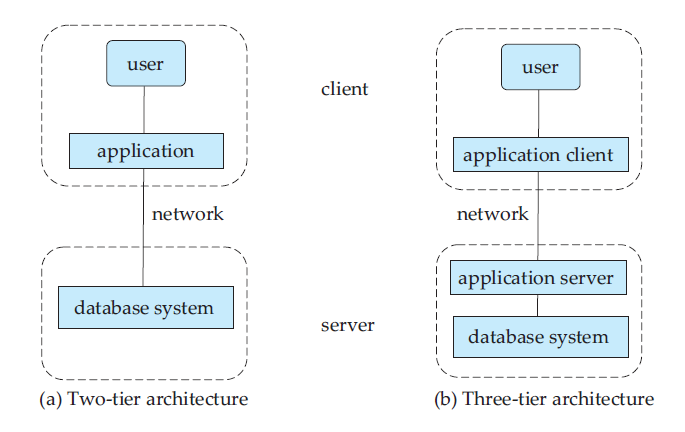 user
application
network
database system
(a) Two-tier architecture
client
server
user
application client
network
application server
database system
(b) Three-tier architecture